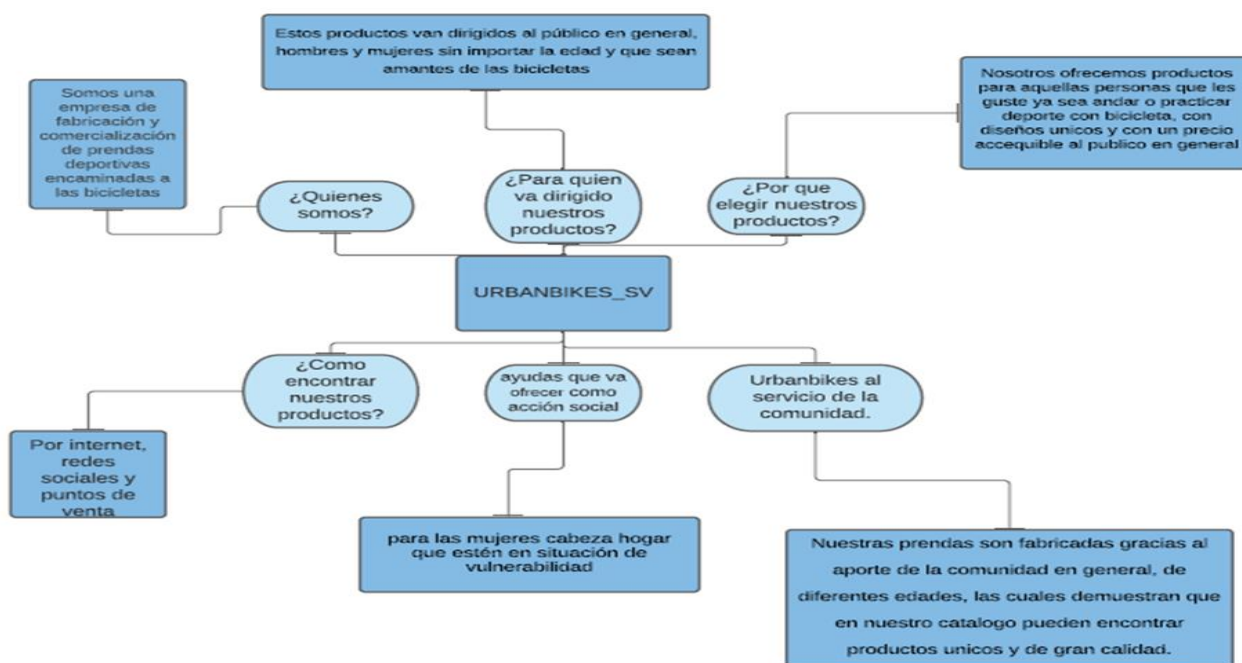 Estos productos van dirigidos al público en general,
hombres y mujeres sin importar la edad y que sean
amantes de las bicicletas
Somos una
empresa de
fabricación y
comercialización
de prendas
deportivas
encaminadas a
las bicicletas
Nosotros ofrecemos productos
para aquellas personas que les
guste ya sea andar o practicar
deporte con bicicleta, con
diseños unicos y con un precio
accequible al publico en general
¿Quienes
somos?
¿Para quien
va dirigido
nuestros
productos?
¿Por que
elegir nuestros
productos?
URBANBIKES_SV
¿Como
encontrar
nuestros
productos?
ayudas que va
ofrecer como
acción social
Urbanbikes al
servicio de la
comunidad.
Por internet,
redes
sociales y
puntos de
venta
para las mujeres cabeza hogar
que estén en situación de
vulnerabilidad
Nuestras prendas son fabricadas gracias al
aporte de la comunidad en general, de
diferentes edades, las cuales demuestran que
en nuestro catalogo pueden encontrar
productos unicos y de gran calidad.